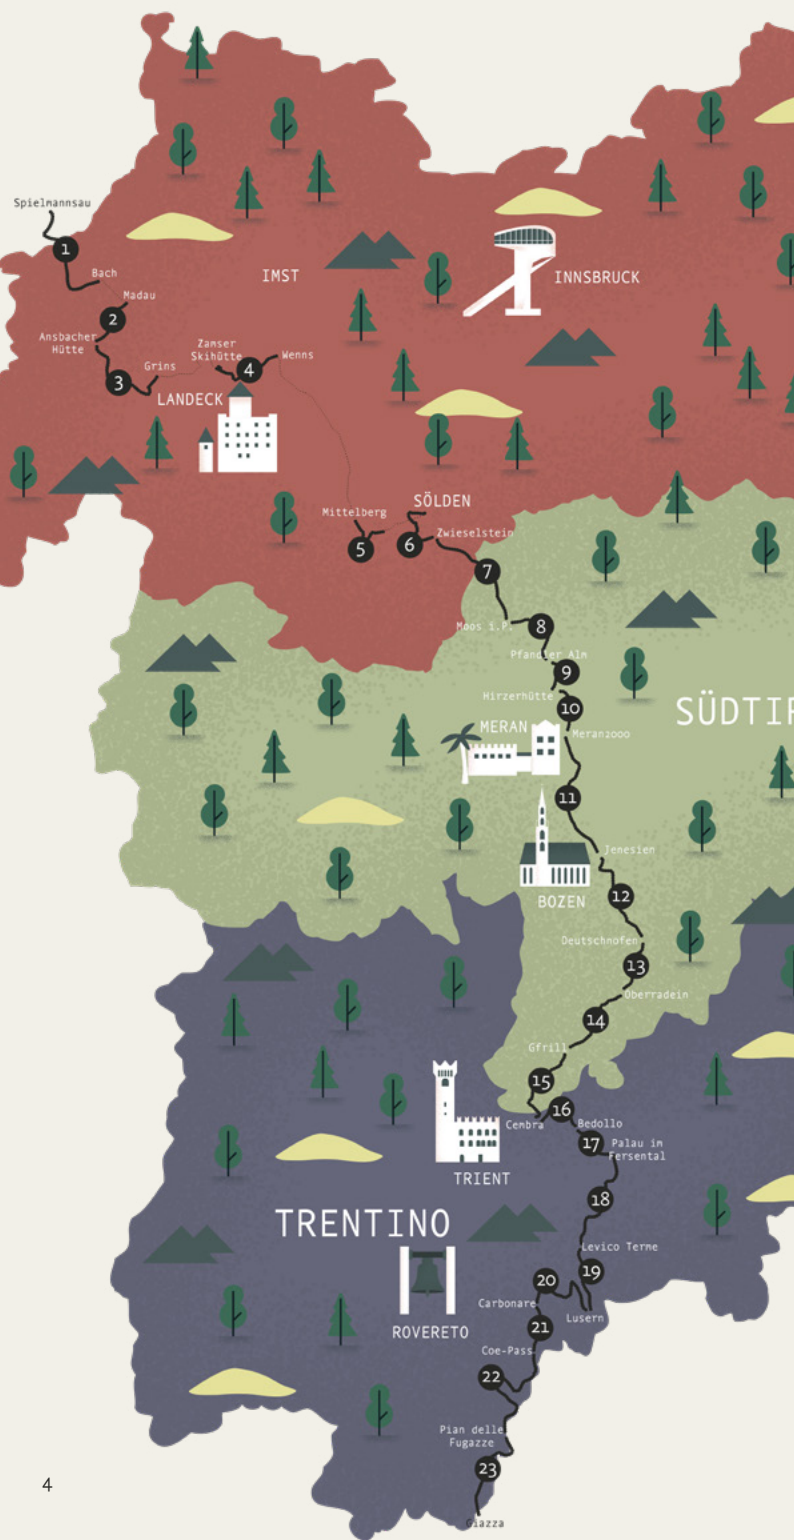 Spielmannsau
1
Bach
IMST
INNSBRUCK
Madau
2
Ansbacher
Hütte
Zamser
Skihütte
Wenns
4
Grins
3
LANDECK
SÖLDEN
Mittelberg
Zwieselstein
5
6
7
Moos i.P.
8
Pfandler Alm
9
Hirzerhütte
10
SÜDTI
MERAN
Meran2000
11
Jenesien
12
BOZEN
Deutschnofen
13
Oberradein
14
Gfrill
15
16
Cembra
Bedollo
17
Palau im
Fersental
TRIENT
18
TRENTINO
Levico Terme
19
20
Carbonare
Lusern
21
ROVERETO
Coe-Pass
22
Pian delle
Fugazze
23
Giazza
4